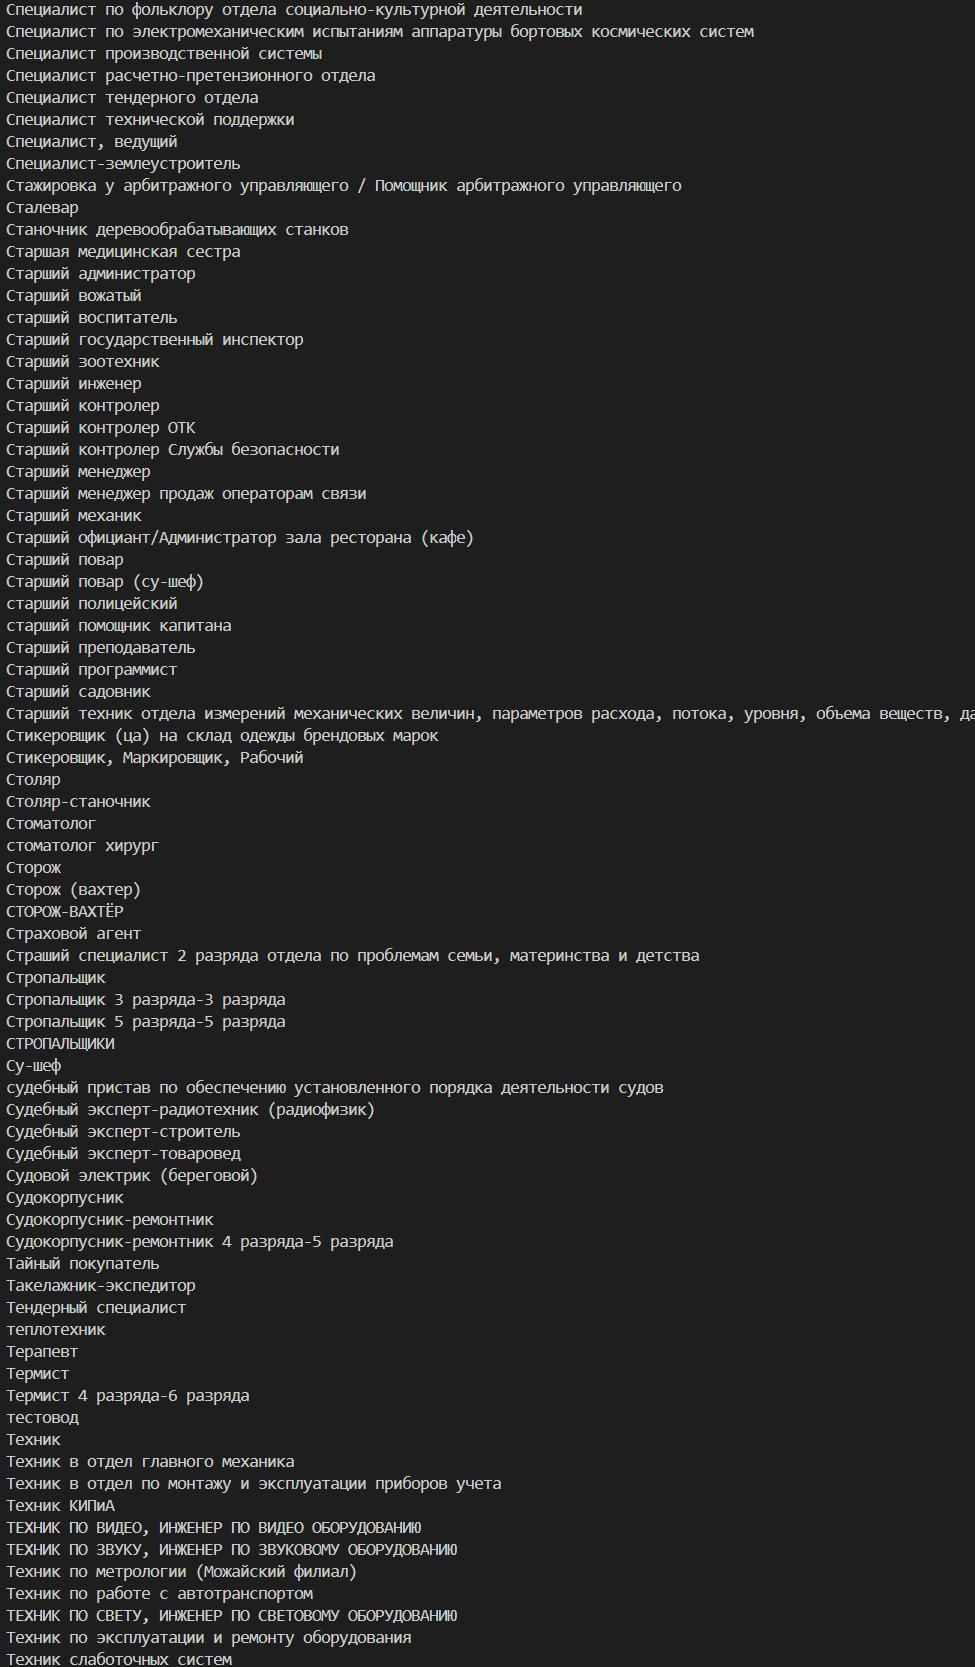 Специалист по фольклору отдела социально-культурной деятельности
Специалист по электромеханическим испытаниям аппаратуры бортовых космических систем
Специалист производственной системы
Специалист расчетно-претензионного отдела
Специалист тендерного отдела
Специалист технической поддержки
Специалист, ведущий
Специалист-землеустроитель
Стажировка у арбитражного управляющего / Помощник арбитражного управляющего
Сталевар
Станочник деревообрабатывающих станков
Старшая медицинская сестра
Старший администратор
Старший вожатый
старший воспитатель
Старший государственный инспектор
Старший зоотехник
Старший инженер
Старший контролер
Старший контролер ОТК
Старший контролер Службы безопасности
Старший менеджер
Старший менеджер продаж операторам связи
Старший механик
Старший официант/Администратор зала ресторана (кафе)
Старший повар
Старший повар (су-шеф)
старший полицейский
старший помощник капитана
Старший преподаватель
Старший программист
Старший садовник
Старший техник отдела измерений механических величин, параметров расхода, потока, уровня, объема веществ, да
Стикеровщик (ца) на склад одежды брендовых марок
Стикеровщик, Маркировщик, Рабочий
Столяр
Столяр-станочник
Стоматолог
стоматолог хирург
Сторож
Сторож (вахтер)
СТОРОЖ-ВАХТЁР
Страховой агент
Страший специалист 2 разряда отдела по проблемам семьи, материнства и детства
Стропальщик
Стропальщик 3 разряда-3 разряда
Стропальщик 5 разряда-5 разряда
СТРОПАЛЬЩИКИ
Су-шеф
судебный пристав по обеспечению установленного порядка деятельности судов
Судебный эксперт-радиотехник (радиофизик)
Судебный эксперт-строитель
Судебный эксперт-товаровед
Судовой электрик (береговой)
Судокорпусник
Судокорпусник-ремонтник
Судокорпусник-ремонтник 4 разряда-5 разряда
Тайный покупатель
Такелажник-экспедитор
Тендерный специалист
теплотехник
Терапевт
Термист
Термист 4 разряда-6 разряда
тестовод
Техник
Техник в отдел главного механика
Техник в отдел по монтажу и эксплуатации приборов учета
Техник КИПиА
ТЕХНИК ПО ВИДЕО, ИНЖЕНЕР ПО ВИДЕО ОБОРУДОВАНИЮ
ТЕХНИК ПО ЗВУКУ, ИНЖЕНЕР ПО ЗВУКОВОМУ ОБОРУДОВАНИЮ
Техник по метрологии (Можайский филиал)
Техник по работе с автотранспортом
ТЕХНИК ПО СВЕТУ, ИНЖЕНЕР ПО СВЕТОВОМУ ОБОРУДОВАНИЮ
Техник по эксплуатации и ремонту оборудования
Техник слаботочных систем